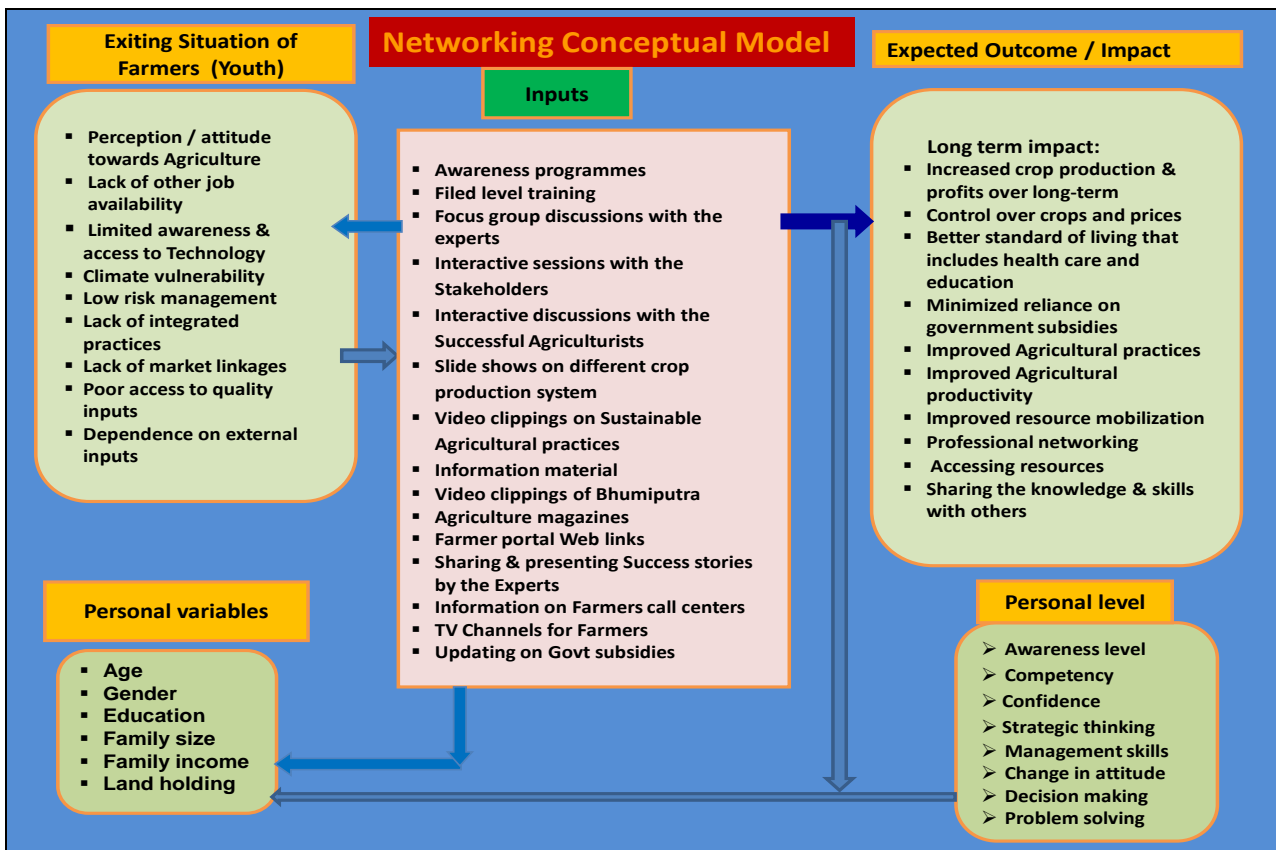 Networking Conceptual Model
Exiting Situation of
Farmers (Youth)
▪ Perception / attitude
towards Agriculture
▪ Lack of other job
availability
▪ Limited awareness &
access to Technology
▪ Climate vulnerability
▪ Low risk management
▪ Lack of integrated
practices
▪ Lack of market linkages
▪ Poor access to quality
inputs
▪ Dependence on external
inputs
Inputs
▪ Awareness programmes
▪ Filed level training
▪ Focus group discussions with the
experts
▪ Interactive sessions with the
Stakeholders
▪ Interactive discussions with the
Successful Agriculturists
▪ Slide shows on different crop
production system
▪ Video clippings on Sustainable
Agricultural practices
▪ Information material
▪ Video clippings of Bhumiputra
▪ Agriculture magazines
▪ Farmer portal Web links
▪ Sharing & presenting Success stories
by the Experts
▪ Information on Farmers call centers
▪ TV Channels for Farmers
▪ Updating on Govt subsidies
Expected Outcome / Impact
Long term impact:
▪ Increased crop production &
profits over long-term
▪ Control over crops and prices
▪ Better standard of living that
includes health care and
education
▪ Minimized reliance on
government subsidies
▪ Improved Agricultural practices
▪ Improved Agricultural
productivity
▪ Improved resource mobilization
▪ Professional networking
▪ Accessing resources
▪ Sharing the knowledge & skills
with others
Personal variables
▪ Age
▪ Gender
▪ Education
▪ Family size
▪ Family income
▪ Land holding
Personal level
➢ Awareness level
➢ Competency
➢ Confidence
➢ Strategic thinking
➢ Management skills
➢ Change in attitude
➢ Decision making
➢ Problem solving